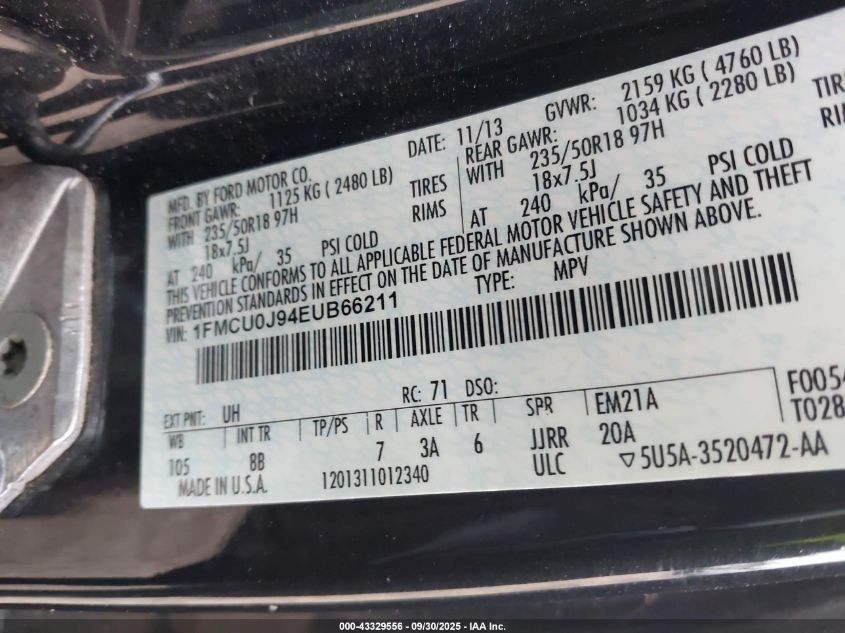 MFD. BY FORD MOTOR CO.
DATE: 11/13
GVWR: 2159 KG ( 4760 LB)
FRONT GAWR: 1125 KG ( 2480 LB)
REAR GAWR: 1034 KG ( 2280 LB)
WITH 235/50R18 97H TIRES
WITH 235/50R18 97H TIRE
18x7.5J RIMS
18x7.5J RIM
AT 240 kPa/ 35 PSI COLD
AT 240 kPa/ 35 PSI COLD
THIS VEHICLE CONFORMS TO ALL APPLICABLE FEDERAL MOTOR VEHICLE SAFETY AND THEFT
PREVENTION STANDARDS IN EFFECT ON THE DATE OF MANUFACTURE SHOWN ABOVE.
VIN: 1FMCU0J94EUB66211
TYPE: MPV
EXT PNT: UH RC: 71 DSO:
WB INT TR TP/PS R AXLE TR SPR EM21A F0054
105 8B 7 3A 6 JJRR 20A T028
MADE IN U.S.A. 1201311012340 ULC ▽5U5A-3520472-AA
000-43329556 - 09/30/2025 - IAA Inc.